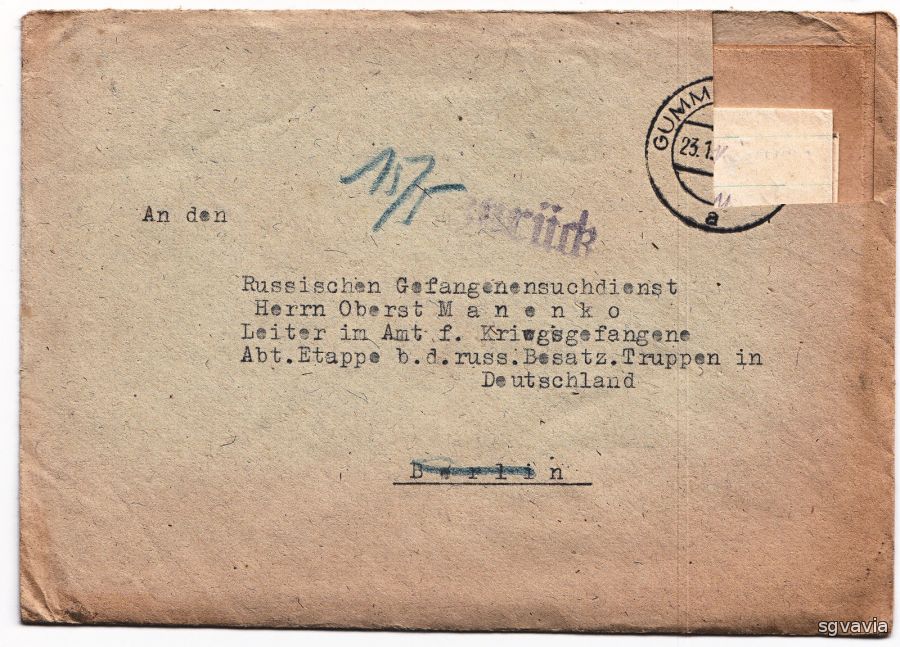 GUMM
23.1.
a
zurück
An den
Russischen Gefangenensuchdienst
Herrn Oberst Manenko
Leiter im Amt f. Kriegsgefangene
Abt.Etappe b.d.russ.Besatz.Truppen in
Deutschland
Berlin
sgvavia